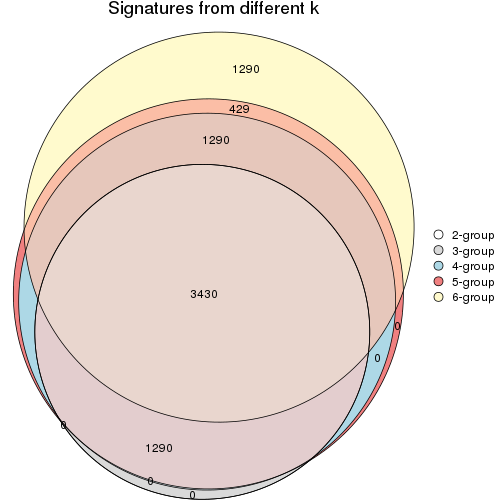 Signatures from different k
1290
429
1290
3430
0
0
0
1290
0
0
2-group
3-group
4-group
5-group
6-group